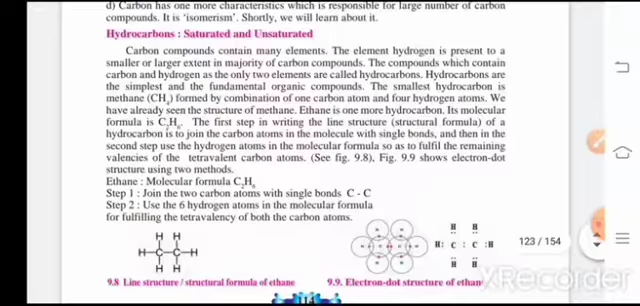 d) Carbon has one more characteristics which is responsible for large number of carbon
compounds. It is 'isomerism'. Shortly, we will learn about it.
Hydrocarbons : Saturated and Unsaturated
Carbon compounds contain many elements. The element hydrogen is present to a
smaller or larger extent in majority of carbon compounds. The compounds which contain
carbon and hydrogen as the only two elements are called hydrocarbons. Hydrocarbons are
the simplest and the fundamental organic compounds. The smallest hydrocarbon is
methane (CH₄) formed by combination of one carbon atom and four hydrogen atoms. We
have already seen the structure of methane. Ethane is one more hydrocarbon. Its molecular
formula is C₂H₆. The first step in writing the line structure (structural formula) of a
hydrocarbon is to join the carbon atoms in the molecule with single bonds, and then in the
second step use the hydrogen atoms in the molecular formula so as to fulfil the remaining
valencies of the tetravalent carbon atoms. (See fig. 9.8), Fig. 9.9 shows electron-dot
structure using two methods.
Ethane : Molecular formula C₂H₆
Step 1 : Join the two carbon atoms with single bonds C - C
Step 2 : Use the 6 hydrogen atoms in the molecular formula
for fulfilling the tetravalency of both the carbon atoms.
H H
H-C-C-H
H H
H H
H: C : C :H
H H
123 / 154
9.8 Line structure / structural formula of ethane
9.9. Electron-dot structure of ethan
114
XRecorder